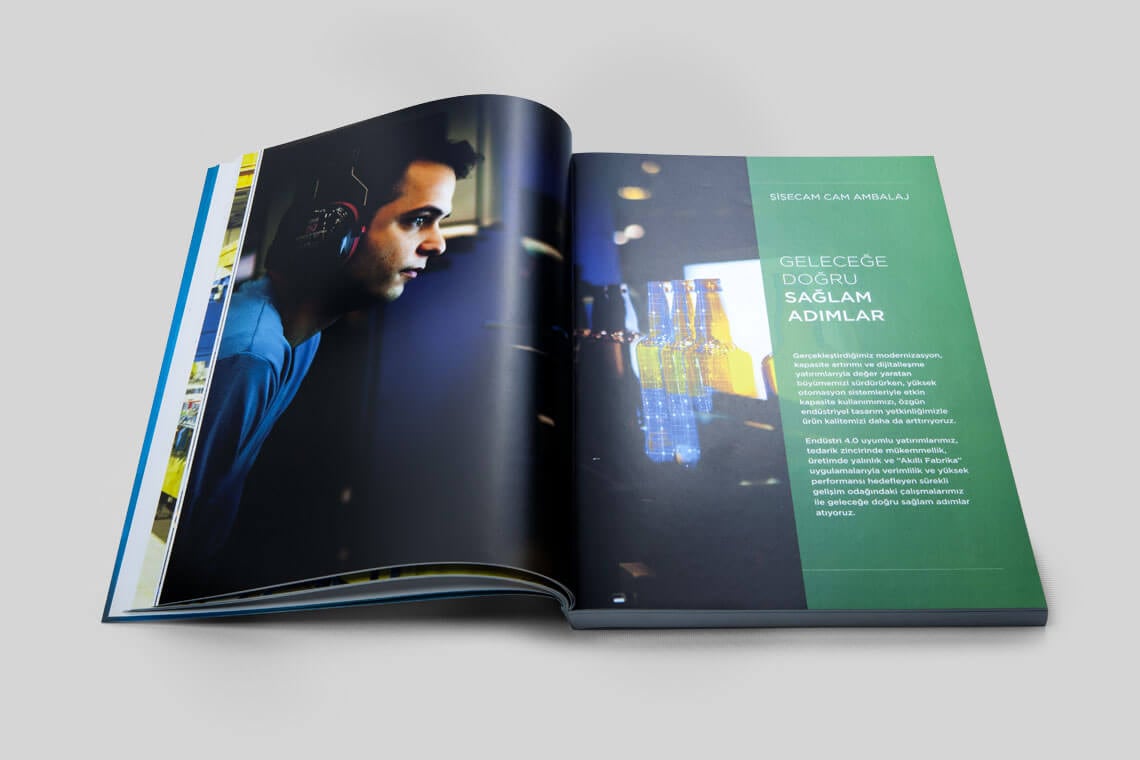 SİSECAM CAM AMBALAJ
GELECEĞE
DOĞRU
SAĞLAM
ADIMLAR
Gerçekleştirdiğimiz modernizasyon,
kapasite artırımı ve dijitalleşme
yatırımlarıyla değer yaratan
büyümemizi sürdürürken, yüksek
otomasyon sistemleriyle etkin
kapasite kullanımımızı, özgün
endüstriyel tasarım yetkinliğimizle
ürün kalitemizi daha da arttırıyoruz.
Endüstri 4.0 uyumlu yatırımlarımız,
tedarik zincirinde mükemmellik,
üretimde yalınlık ve "Akıllı Fabrika"
uygulamalarıyla verimlilik ve yüksek
performansı hedefleyen sürekli
gelişim odağındaki çalışmalarımız
ile geleceğe doğru sağlam adımlar
atıyoruz.